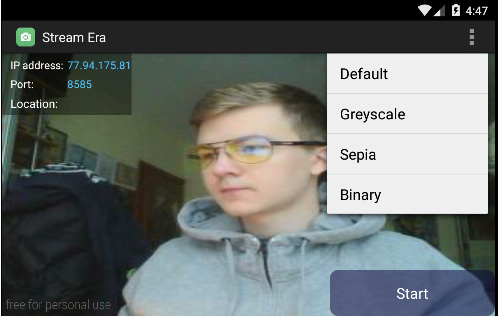 4:47
Stream Era
IP address: 77.94.175.81
Port: 8585
Location:
Default
Greyscale
Sepia
Binary
free for personal use
Start